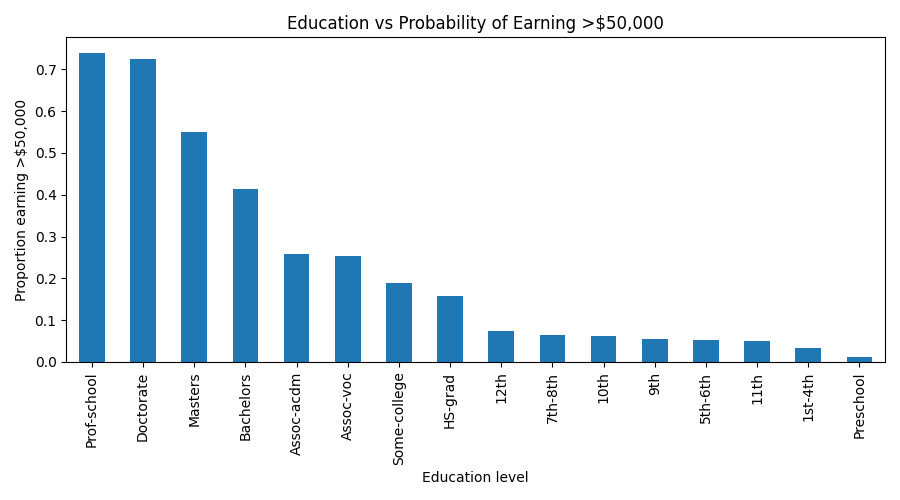 Education vs Probability of Earning >$50,000
Proportion earning >$50,000
0.7
0.6
0.5
0.4
0.3
0.2
0.1
0.0
Prof-school
Doctorate
Masters
Bachelors
Assoc-acdm
Assoc-voc
Some-college
HS-grad
12th
7th-8th
10th
9th
5th-6th
11th
1st-4th
Preschool
Education level